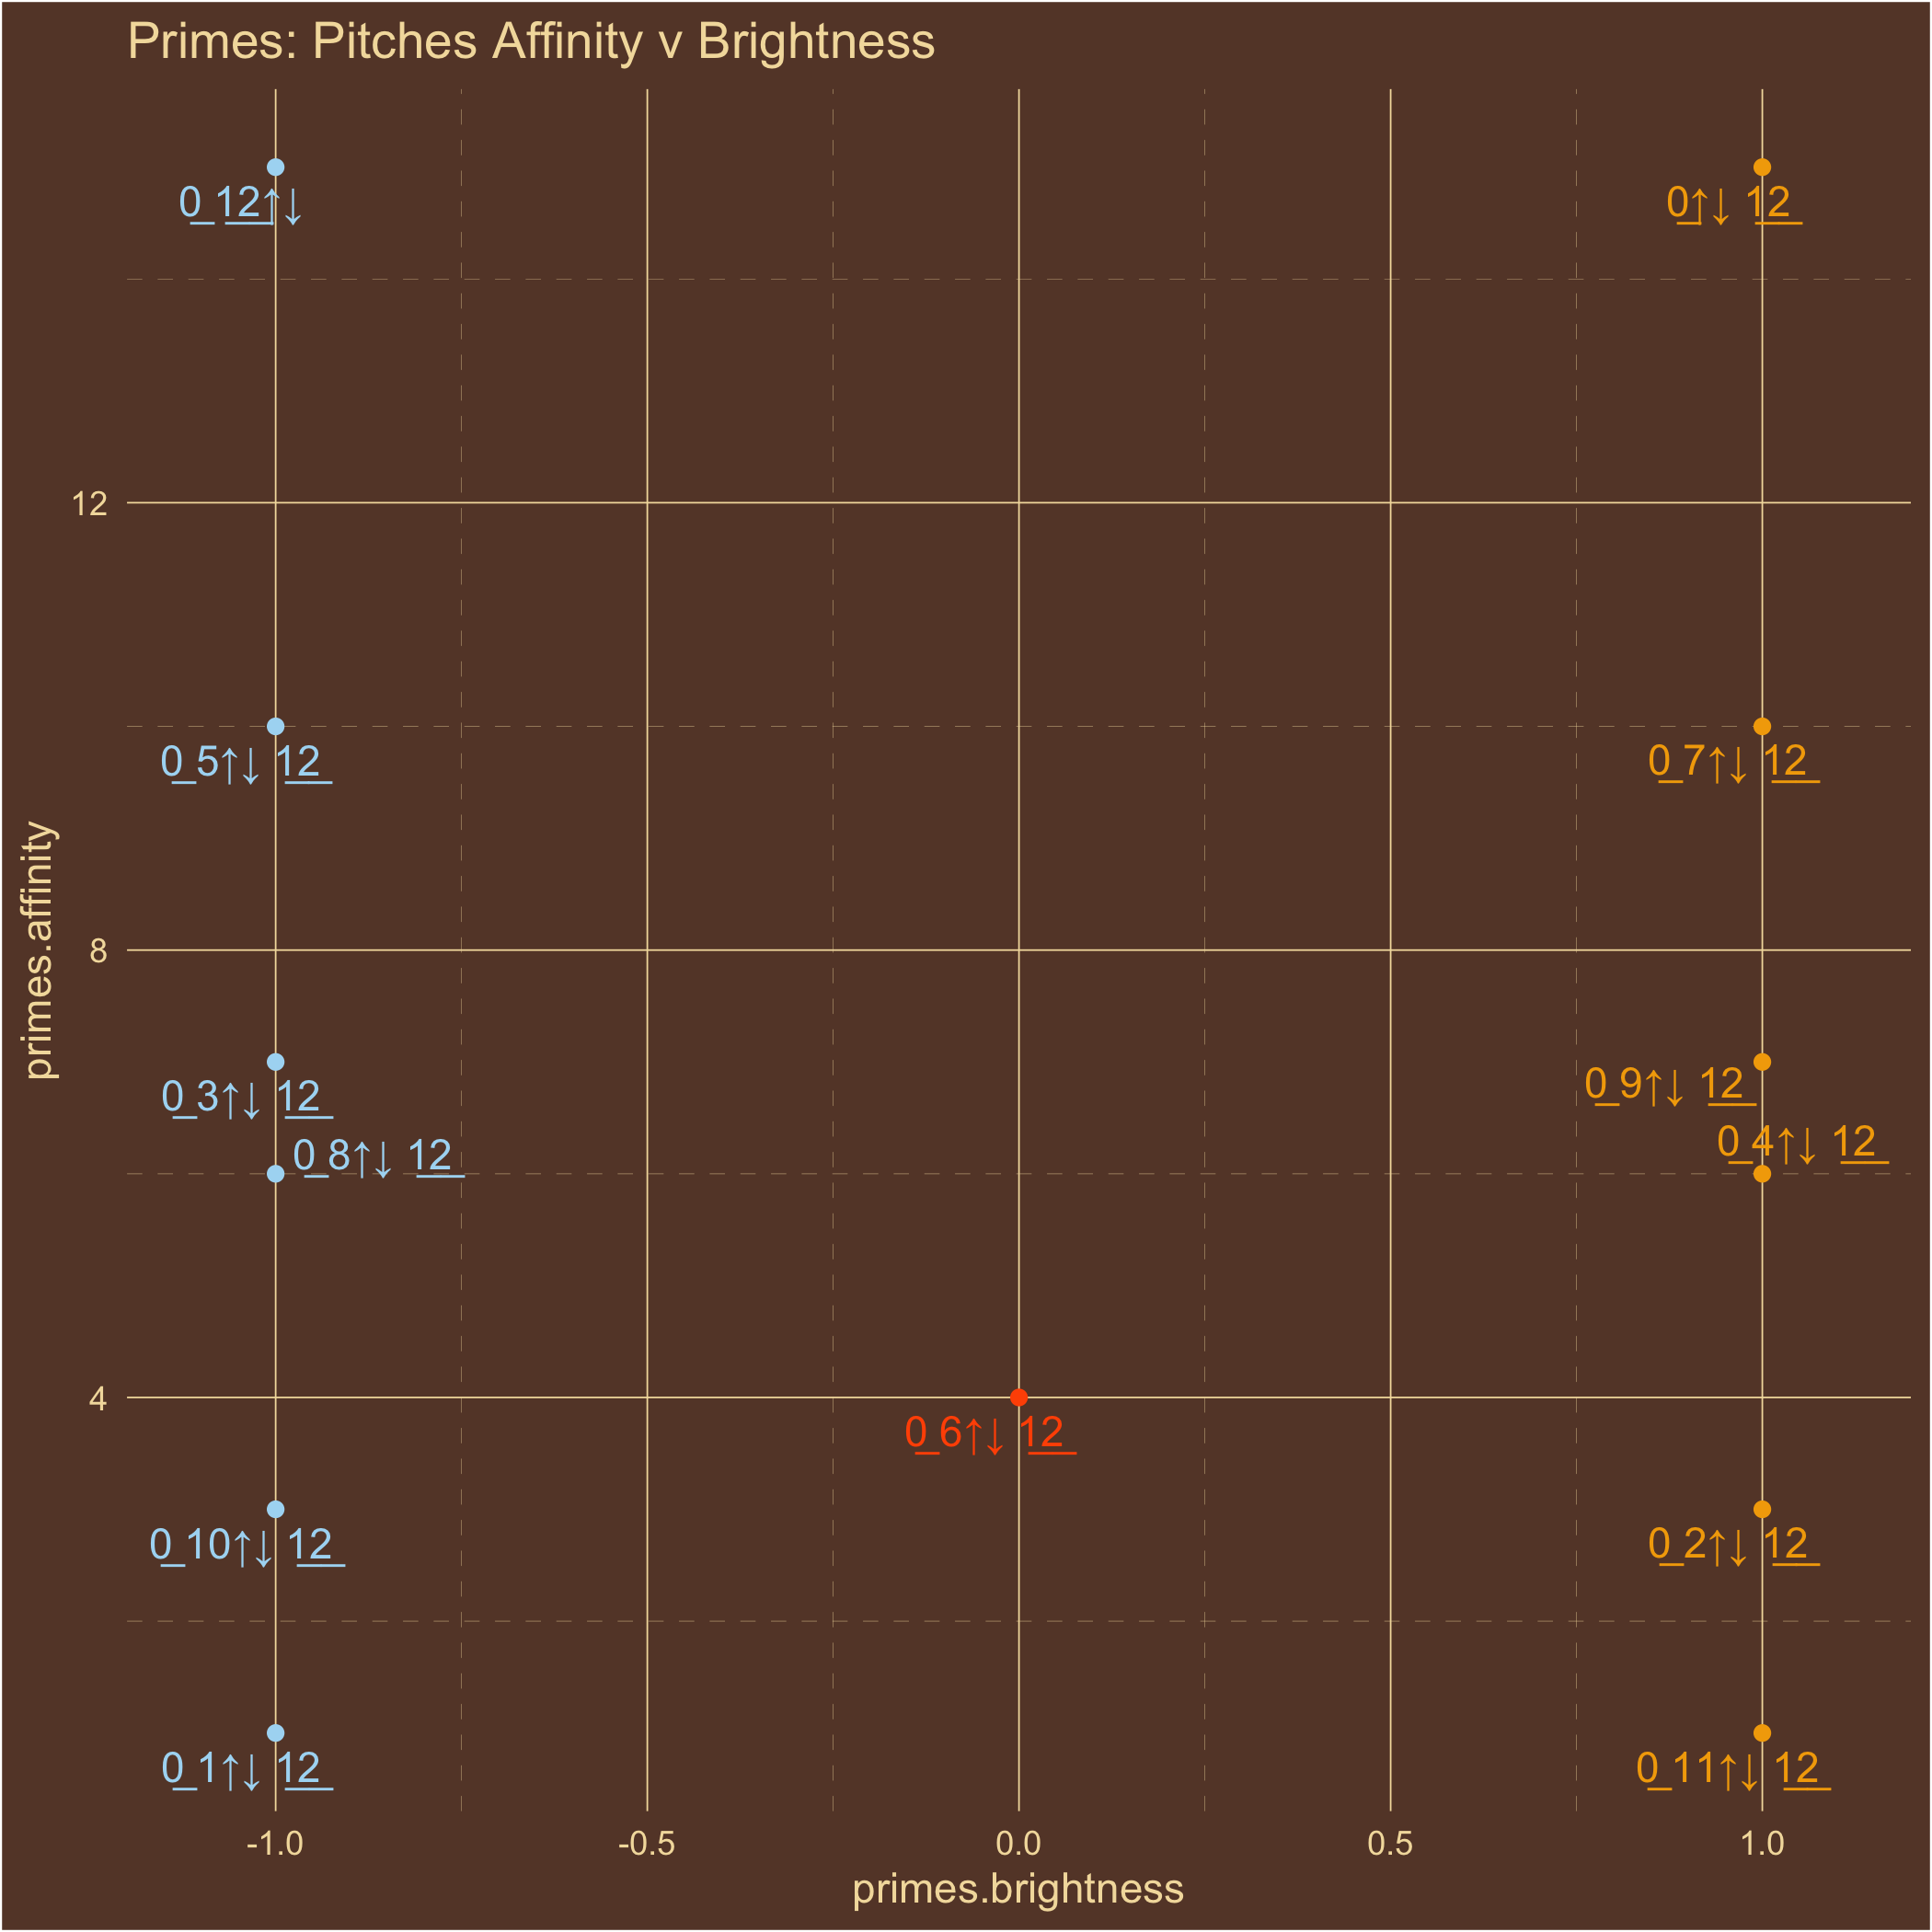 Primes: Pitches Affinity v Brightness
0 12↑↓
0↑↓ 12
12
0 5↑↓ 12
0 7↑↓ 12
primes.affinity
8
0 3↑↓ 12
0 9↑↓ 12
0 8↑↓ 12
0 4↑↓ 12
4
0 6↑↓ 12
0 10↑↓ 12
0 2↑↓ 12
0 1↑↓ 12
0 11↑↓ 12
-1.0 -0.5 0.0 0.5 1.0
primes.brightness